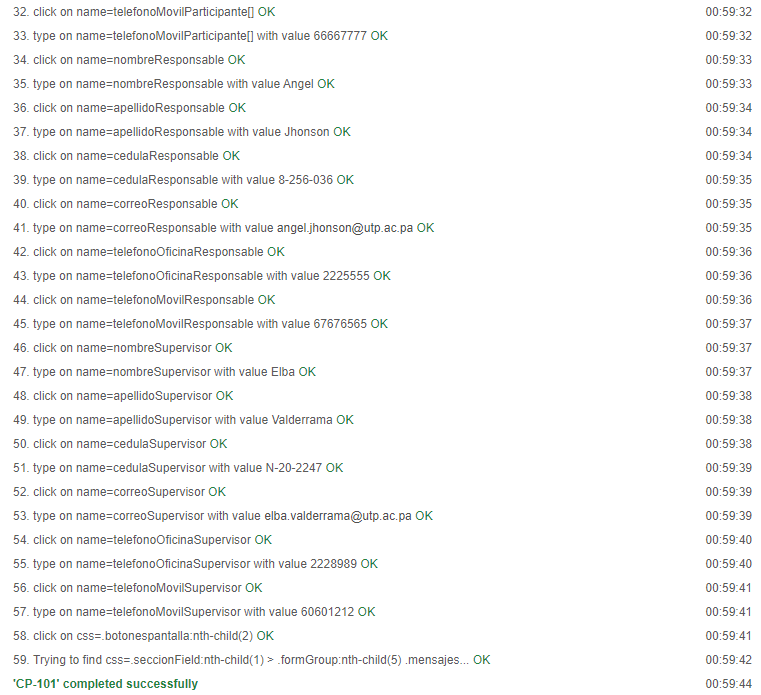 32. click on name=telefonoMovilParticipante[] OK 00:59:32
33. type on name=telefonoMovilParticipante[] with value 66667777 OK 00:59:32
34. click on name=nombreResponsable OK 00:59:33
35. type on name=nombreResponsable with value Angel OK 00:59:33
36. click on name=apellidoResponsable OK 00:59:34
37. type on name=apellidoResponsable with value Jhonson OK 00:59:34
38. click on name=cedulaResponsable OK 00:59:34
39. type on name=cedulaResponsable with value 8-256-036 OK 00:59:35
40. click on name=correoResponsable OK 00:59:35
41. type on name=correoResponsable with value angel.jhonson@utp.ac.pa OK 00:59:35
42. click on name=telefonoOficinaResponsable OK 00:59:36
43. type on name=telefonoOficinaResponsable with value 2225555 OK 00:59:36
44. click on name=telefonoMovilResponsable OK 00:59:36
45. type on name=telefonoMovilResponsable with value 67676565 OK 00:59:37
46. click on name=nombreSupervisor OK 00:59:37
47. type on name=nombreSupervisor with value Elba OK 00:59:37
48. click on name=apellidoSupervisor OK 00:59:38
49. type on name=apellidoSupervisor with value Valderrama OK 00:59:38
50. click on name=cedulaSupervisor OK 00:59:38
51. type on name=cedulaSupervisor with value N-20-2247 OK 00:59:39
52. click on name=correoSupervisor OK 00:59:39
53. type on name=correoSupervisor with value elba.valderrama@utp.ac.pa OK 00:59:39
54. click on name=telefonoOficinaSupervisor OK 00:59:40
55. type on name=telefonoOficinaSupervisor with value 2228989 OK 00:59:40
56. click on name=telefonoMovilSupervisor OK 00:59:41
57. type on name=telefonoMovilSupervisor with value 60601212 OK 00:59:41
58. click on css=.botonespantalla:nth-child(2) OK 00:59:41
59. Trying to find css=.seccionField:nth-child(1) > .formGroup:nth-child(5) .mensajes... OK 00:59:42
'CP-101' completed successfully 00:59:44